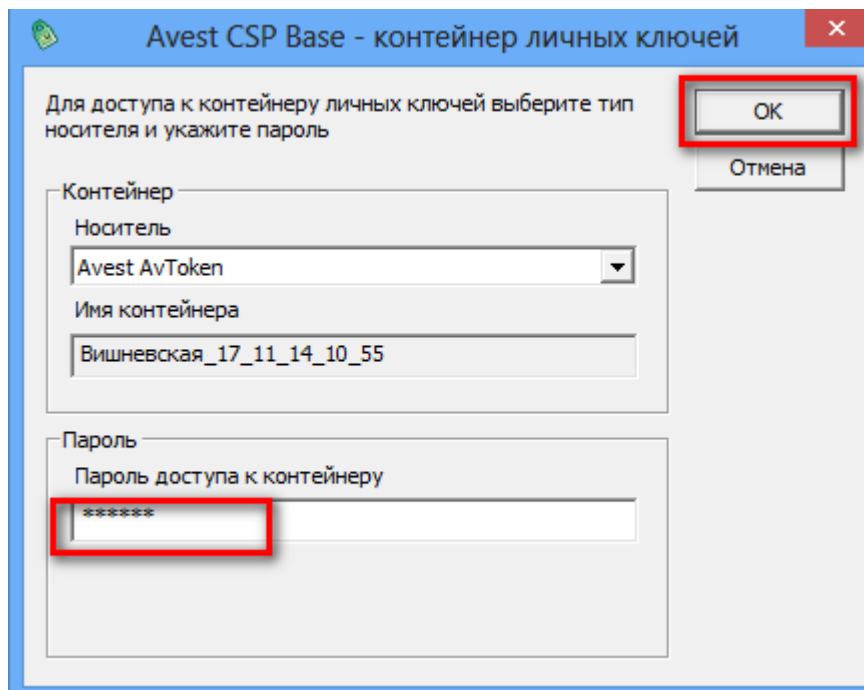 Avest CSP Base - контейнер личных ключей
Для доступа к контейнеру личных ключей выберите тип
носителя и укажите пароль
OK
Отмена
Контейнер
Носитель
Avest AvToken
Имя контейнера
Вишневская_17_11_14_10_55
Пароль
Пароль доступа к контейнеру
******